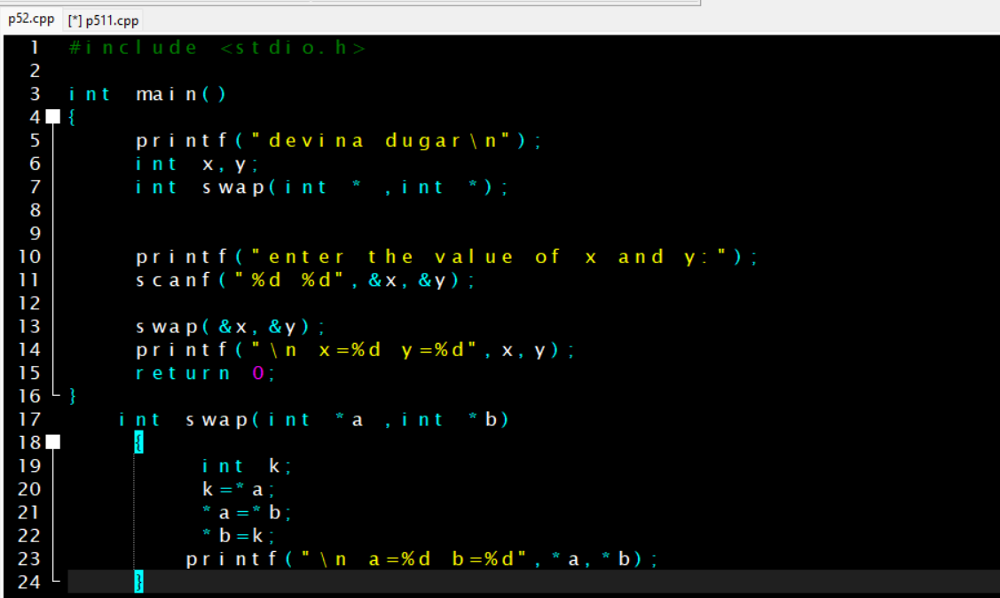 p52.cpp [*] p511.cpp
1 #include <stdio.h>
2
3 int main()
4 {
5 printf("devina dugar\n");
6 int x,y;
7 int swap(int * ,int *);
8
9
10 printf("enter the value of x and y:");
11 scanf("%d %d",&x,&y);
12
13 swap(&x,&y);
14 printf("\n x=%d y=%d",x,y);
15 return 0;
16 }
17 int swap(int *a ,int *b)
18 {
19 int k;
20 k=*a;
21 *a=*b;
22 *b=k;
23 printf("\n a=%d b=%d",*a,*b);
24 }